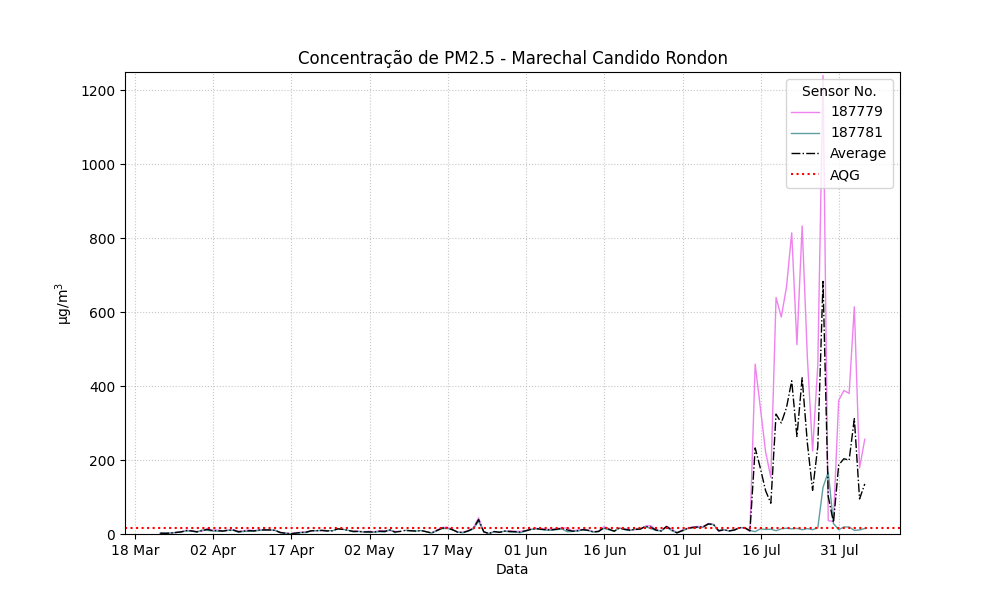 Concentração de PM2.5 - Marechal Candido Rondon
Sensor No.
187779
187781
Average
AQG
1200
1000
800
600
400
200
0
µg/m³
18 Mar 02 Apr 17 Apr 02 May 17 May 01 Jun 16 Jun 01 Jul 16 Jul 31 Jul
Data